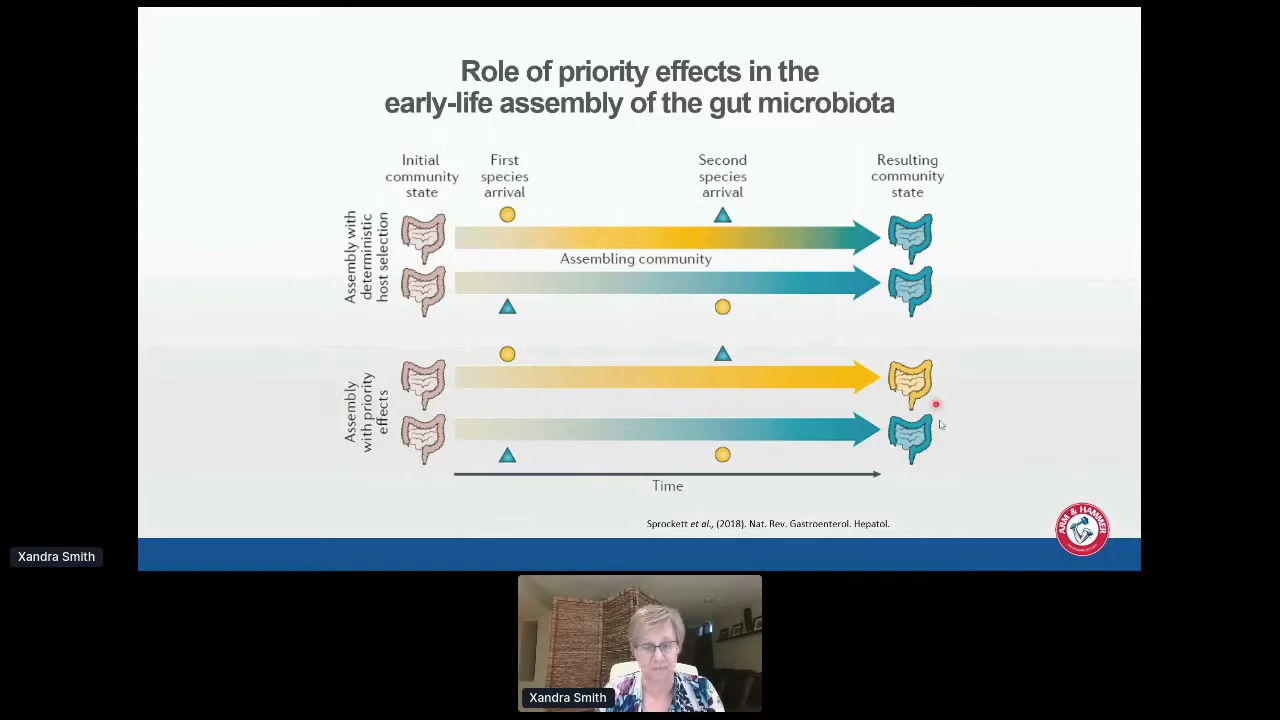 Role of priority effects in the
early-life assembly of the gut microbiota
Initial
community
state
First
species
arrival
Second
species
arrival
Resulting
community
state
Assembly with
deterministic
host selection
Assembling community
Assembly
with priority
effects
Time
Sprockett et al., (2018). Nat. Rev. Gastroenterol. Hepatol.
ARM & HAMMER
Xandra Smith
Xandra Smith